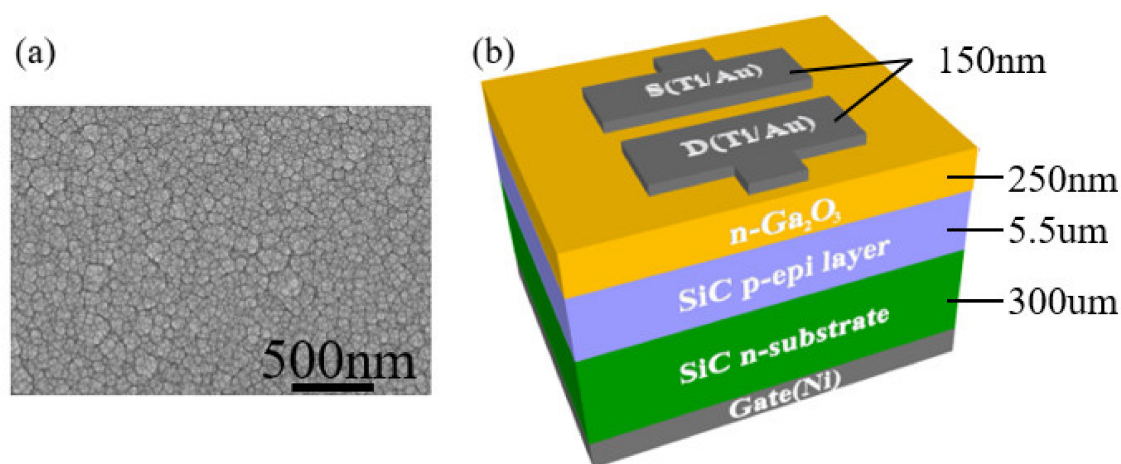 (a)
500nm
(b)
S(Ti/Au)
D(Ti/Au)
150nm
250nm
n-Ga₂O₃
5.5um
SiC p-epi layer
300um
SiC n-substrate
Gate(Ni)